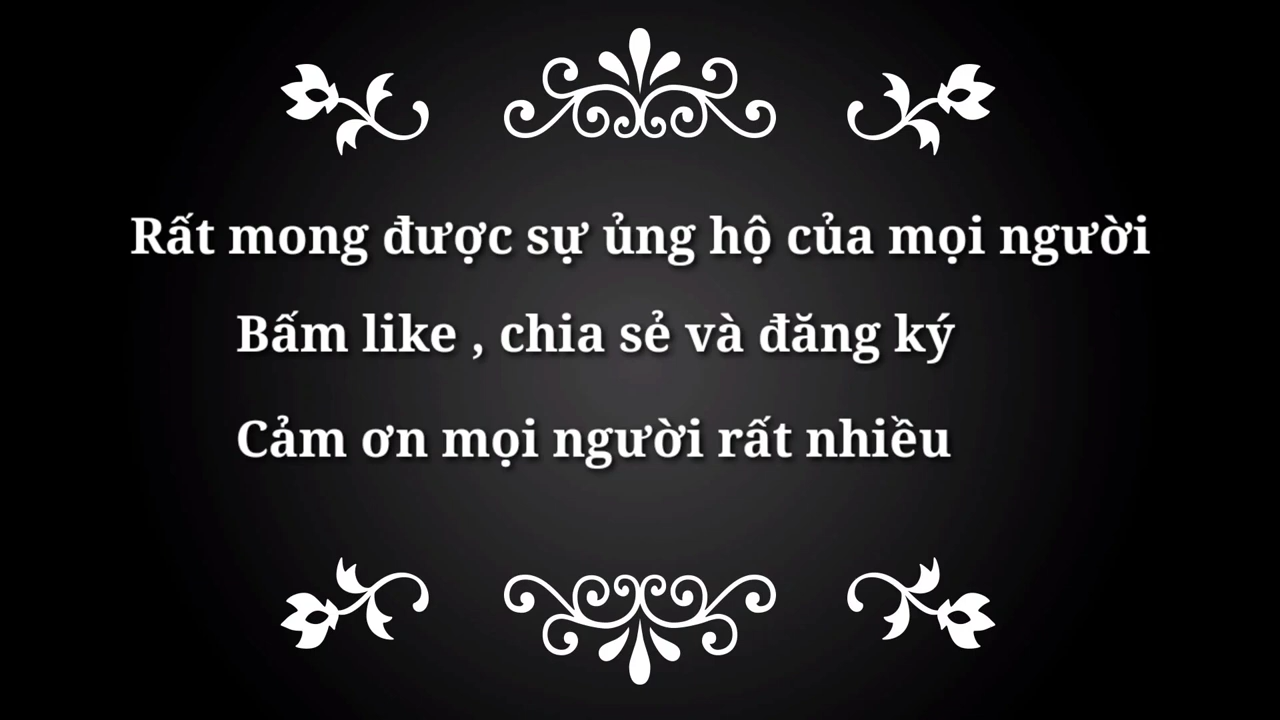 Rất mong được sự ủng hộ của mọi người
Bấm like , chia sẻ và đăng ký
Cảm ơn mọi người rất nhiều